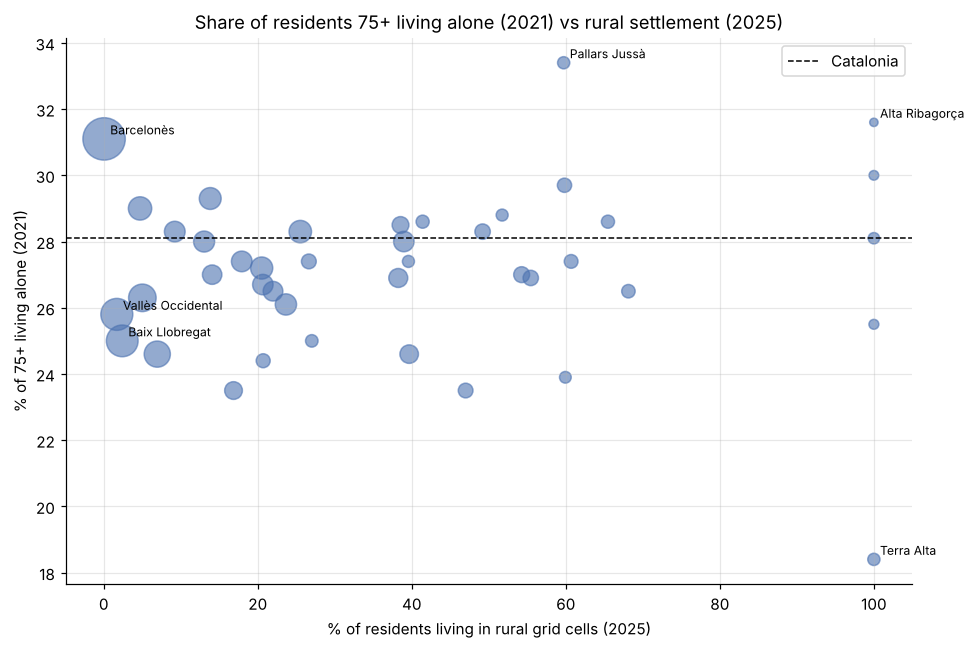 Share of residents 75+ living alone (2021) vs rural settlement (2025)
34
32
30
28
26
24
22
20
18
% of 75+ living alone (2021)
Catalonia
Pallars Jussà
Alta Ribagorça
Barcelonès
Vallès Occidental
Baix Llobregat
Terra Alta
0 20 40 60 80 100
% of residents living in rural grid cells (2025)